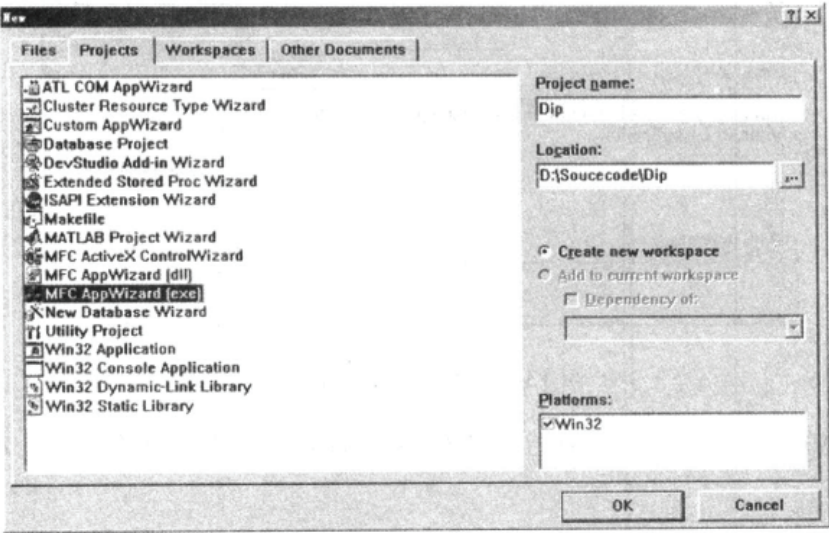 New
Files Projects Workspaces Other Documents
ATL COM AppWizard
Cluster Resource Type Wizard
Custom AppWizard
Database Project
DevStudio Add-in Wizard
Extended Stored Proc Wizard
ISAPI Extension Wizard
Makefile
MATLAB Project Wizard
MFC ActiveX ControlWizard
MFC AppWizard (dll)
MFC AppWizard (exe)
New Database Wizard
Utility Project
Win32 Application
Win32 Console Application
Win32 Dynamic-Link Library
Win32 Static Library
Project name:
Dip
Location:
D:\Soucecode\Dip
...
Create new workspace
Add to current workspace
Dependency of:
Platforms:
Win32
OK Cancel